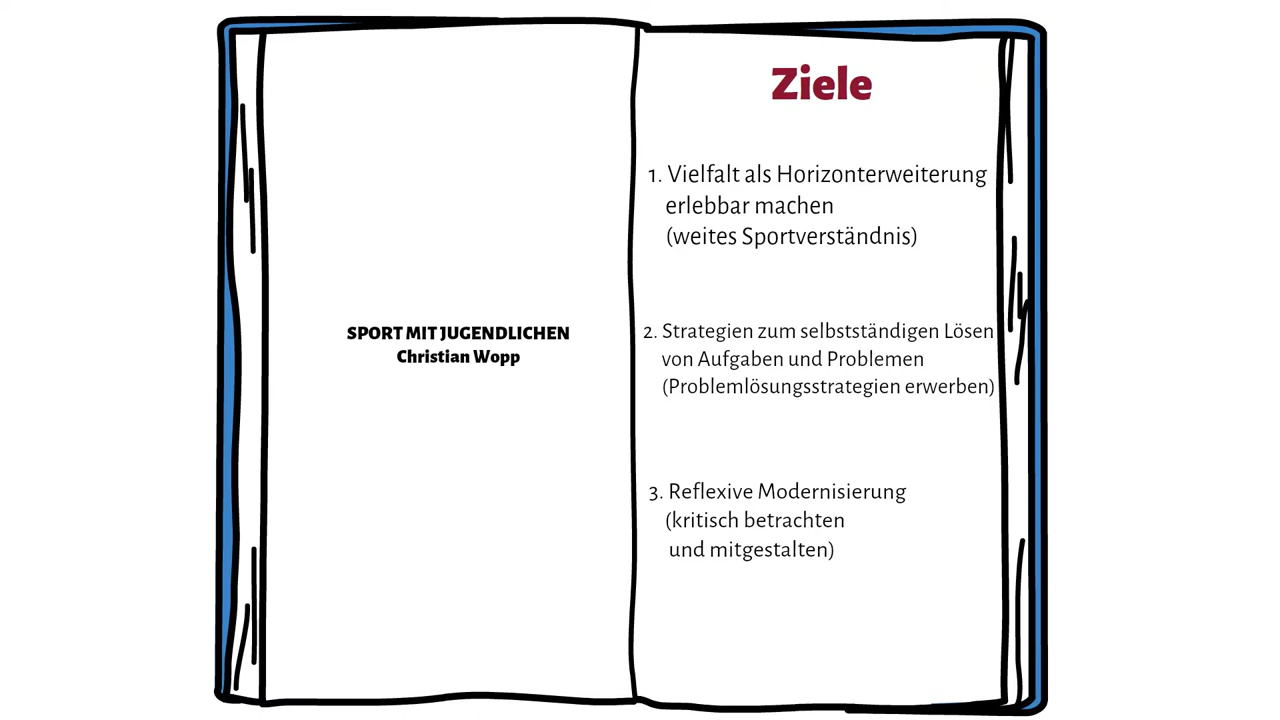 SPORT MIT JUGENDLICHEN
Christian Wopp
Ziele
1. Vielfalt als Horizonterweiterung
erlebbar machen
(weites Sportverständnis)
2. Strategien zum selbstständigen Lösen
von Aufgaben und Problemen
(Problemlösungsstrategien erwerben)
3. Reflexive Modernisierung
(kritisch betrachten
und mitgestalten)